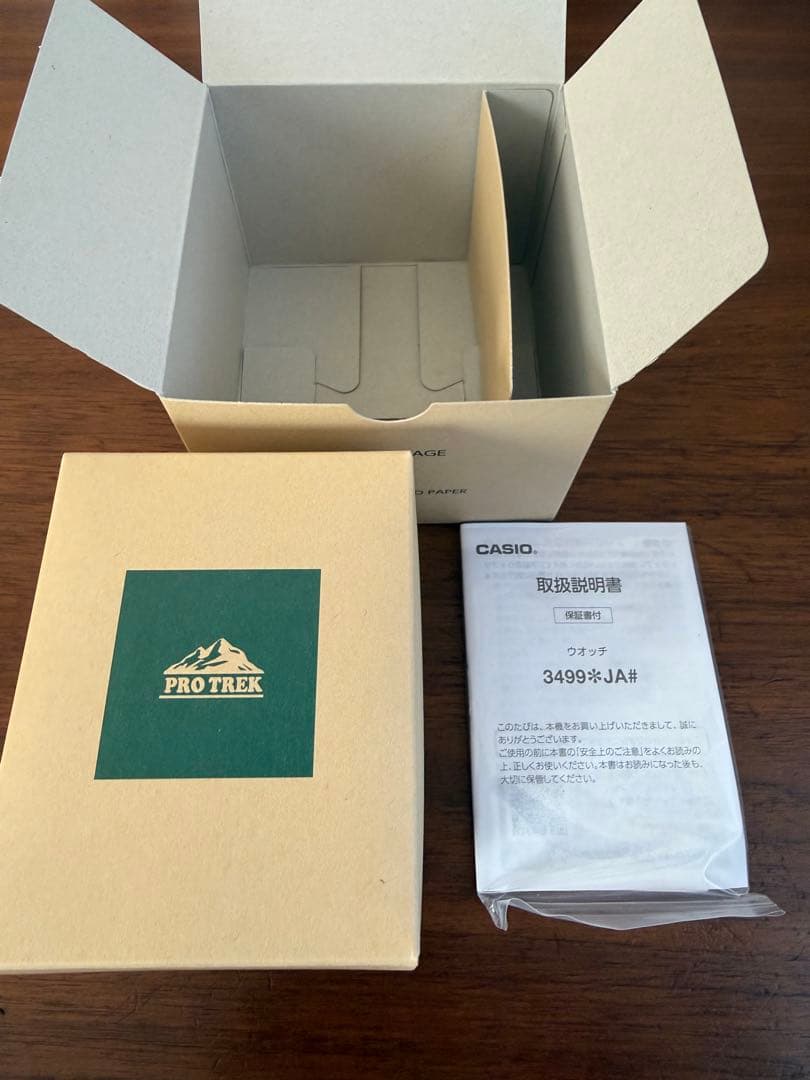 AGE
D PAPER
PRO TREK
CASIO®
取扱説明書
保証書付
ウオッチ
3499✻JA#
このたびは、本機をお買い上げいただきまして、誠に
ありがとうございます。
ご使用の前に本書の「安全上のご注意」をよくお読みの
上、正しくお使いください。本書はお読みになった後も、
大切に保管してください。